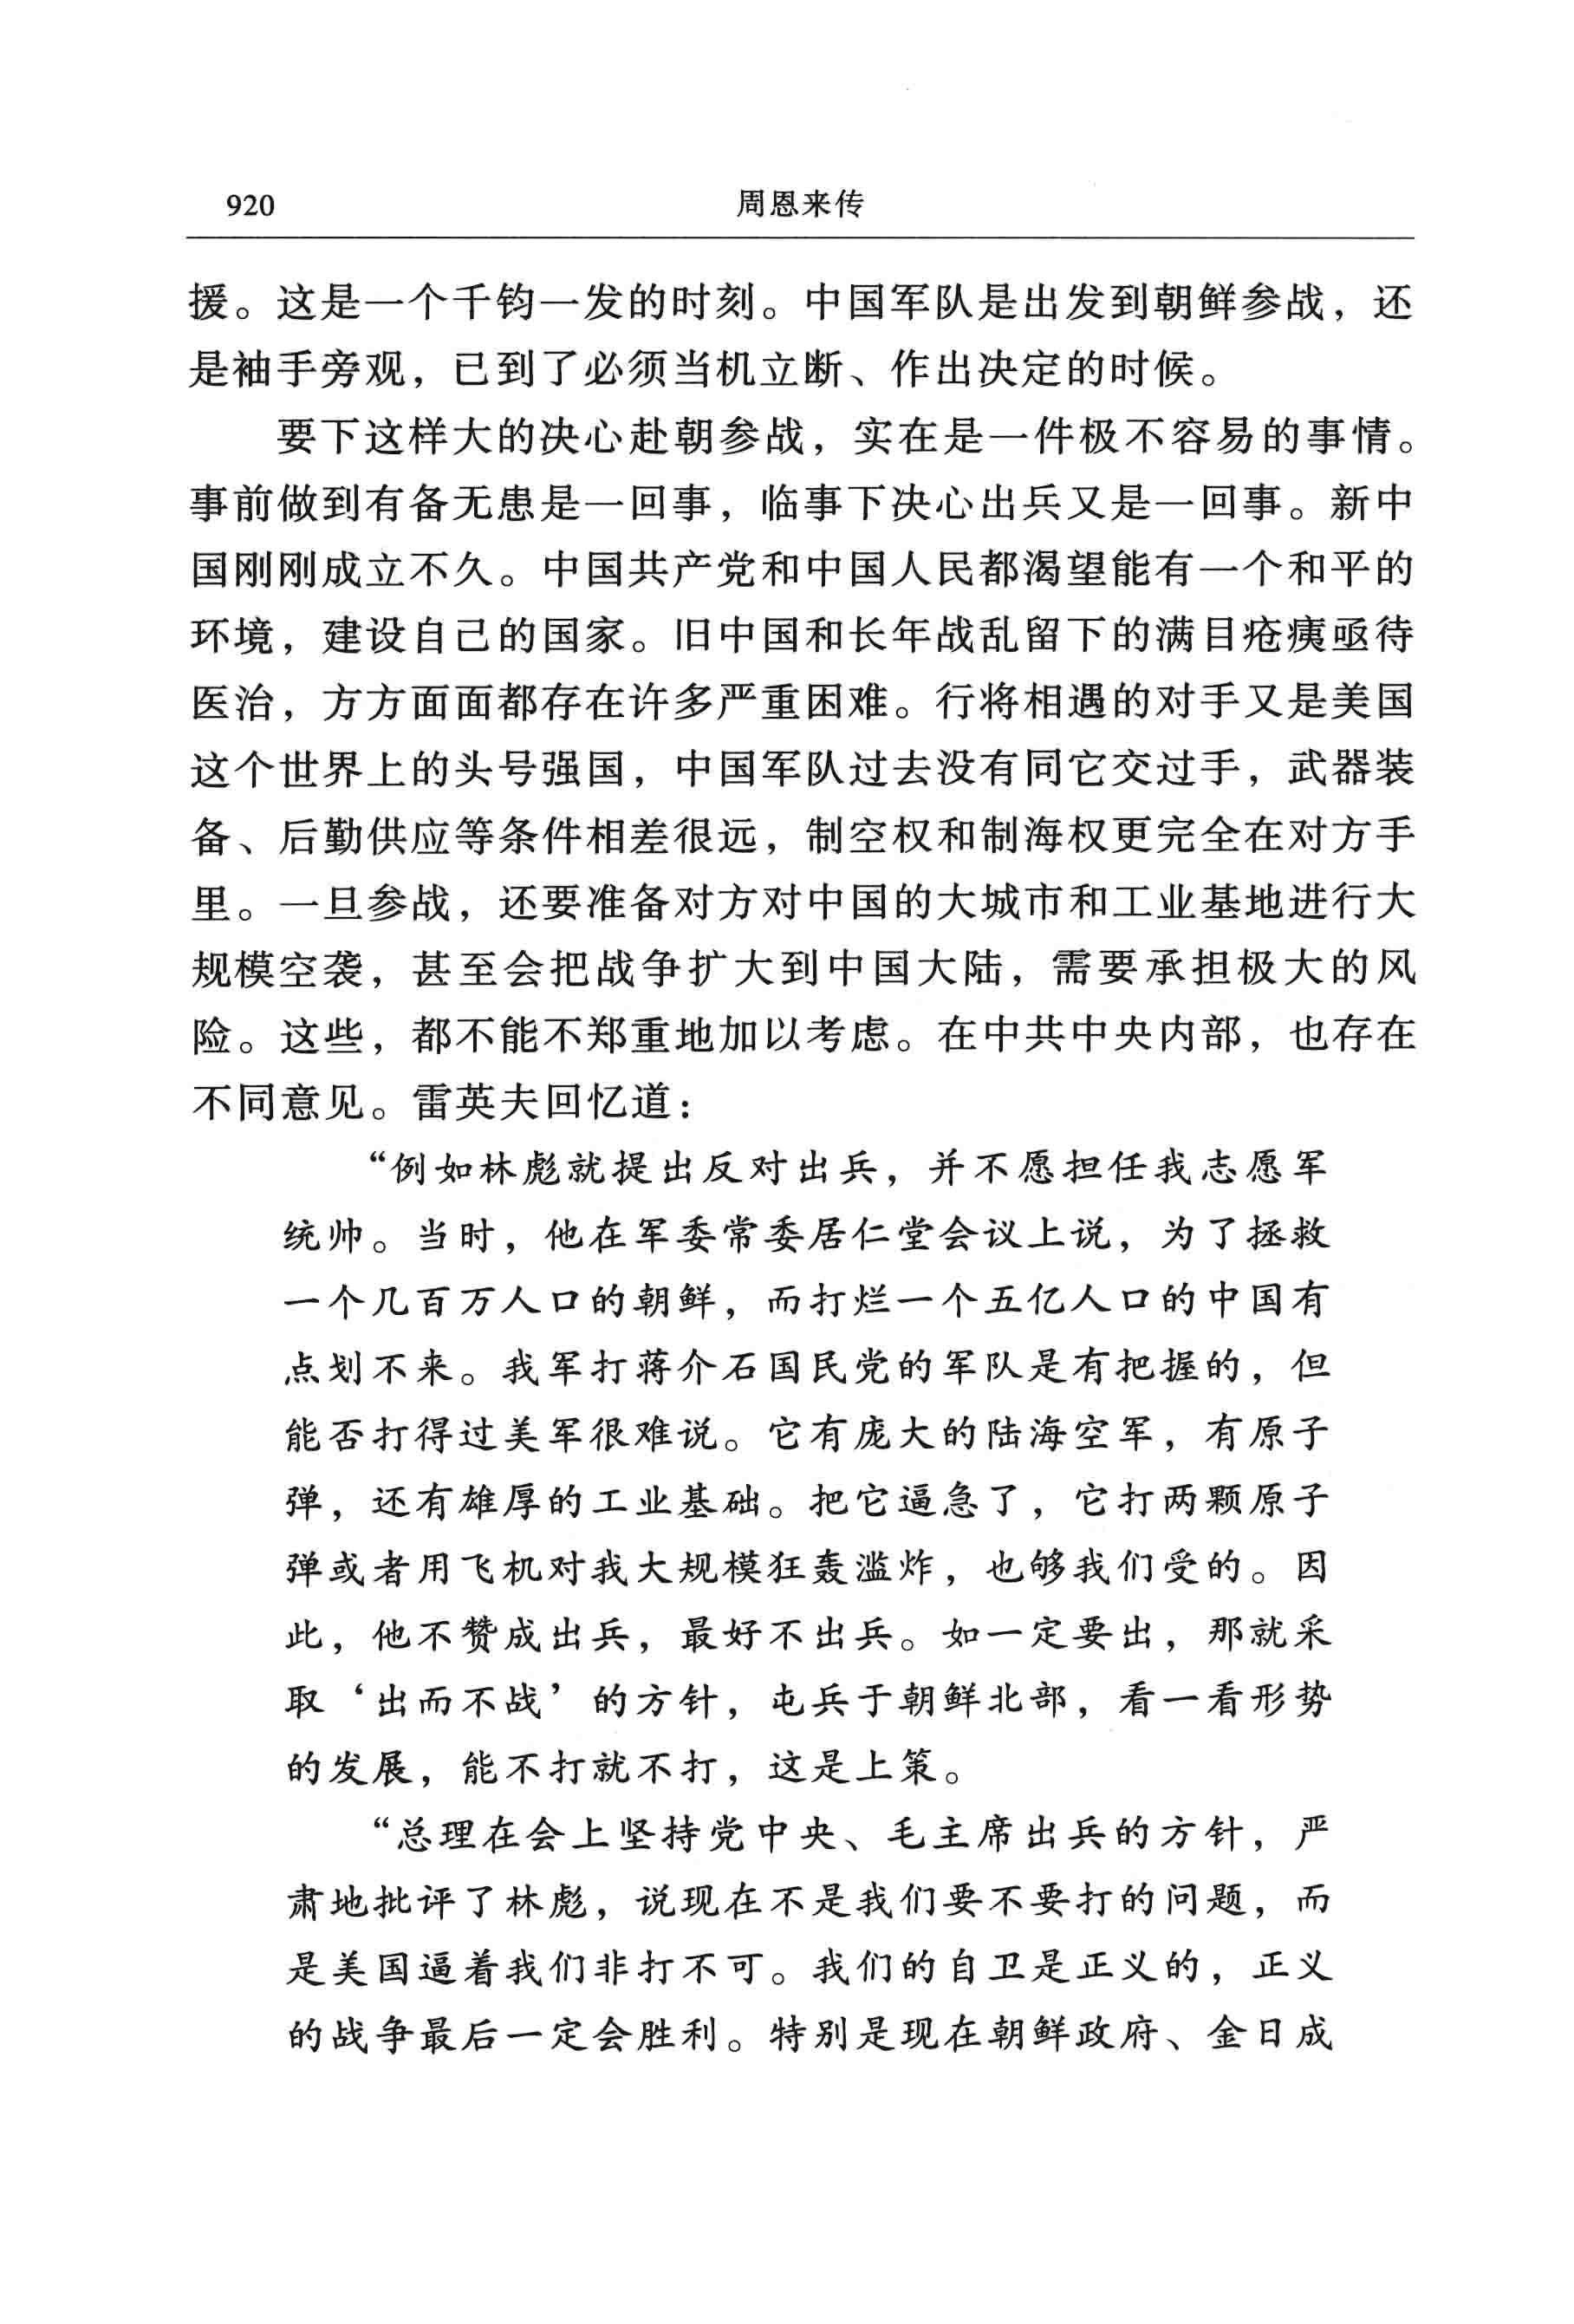 920
周恩来传
援。这是一个千钧一发的时刻。中国军队是出发到朝鲜参战，还
是袖手旁观，已到了必须当机立断、作出决定的时候。
要下这样大的决心赴朝参战，实在是一件极不容易的事情。
事前做到有备无患是一回事，临事下决心出兵又是一回事。新中
国刚刚成立不久。中国共产党和中国人民都渴望能有一个和平的
环境，建设自己的国家。旧中国和长年战乱留下的满目疮痍亟待
医治，方方面面都存在许多严重困难。行将相遇的对手又是美国
这个世界上的头号强国，中国军队过去没有同它交过手，武器装
备、后勤供应等条件相差很远，制空权和制海权更完全在对方手
里。一旦参战，还要准备对方对中国的大城市和工业基地进行大
规模空袭，甚至会把战争扩大到中国大陆，需要承担极大的风
险。这些，都不能不郑重地加以考虑。在中共中央内部，也存在
不同意见。雷英夫回忆道：
“例如林彪就提出反对出兵，并不愿担任我志愿军
统帅。当时，他在军委常委居仁堂会议上说，为了拯救
一个几百万人口的朝鲜，而打烂一个五亿人口的中国有
点划不来。我军打蒋介石国民党的军队是有把握的，但
能否打得过美军很难说。它有庞大的陆海空军，有原子
弹，还有雄厚的工业基础。把它逼急了，它打两颗原子
弹或者用飞机对我大规模狂轰滥炸，也够我们受的。因
此，他不赞成出兵，最好不出兵。如一定要出，那就采
取‘出而不战’的方针，屯兵于朝鲜北部，看一看形势
的发展，能不打就不打，这是上策。
“总理在会上坚持党中央、毛主席出兵的方针，严
肃地批评了林彪，说现在不是我们要不要打的问题，而
是美国逼着我们非打不可。我们的自卫是正义的，正义
的战争最后一定会胜利。特别是现在朝鲜政府、金日成